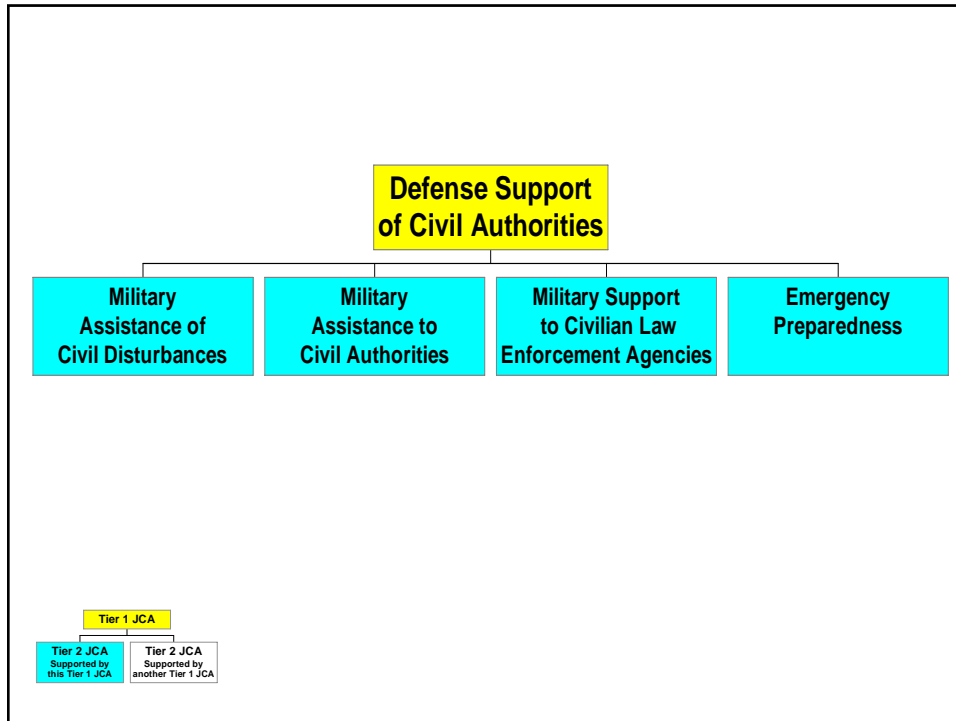 Defense Support
of Civil Authorities
Military
Assistance of
Civil Disturbances
Military
Assistance to
Civil Authorities
Military Support
to Civilian Law
Enforcement Agencies
Emergency
Preparedness
Tier 1 JCA
Tier 2 JCA
Supported by
this Tier 1 JCA
Tier 2 JCA
Supported by
another Tier 1 JCA